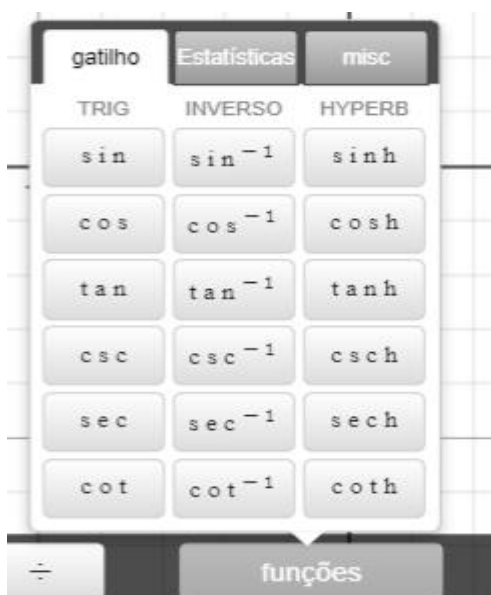 gatilho Estatísticas misc
TRIG INVERSO HYPERB
sin sin⁻¹ sinh
cos cos⁻¹ cosh
tan tan⁻¹ tanh
csc csc⁻¹ csch
sec sec⁻¹ sech
cot cot⁻¹ coth
÷ funções